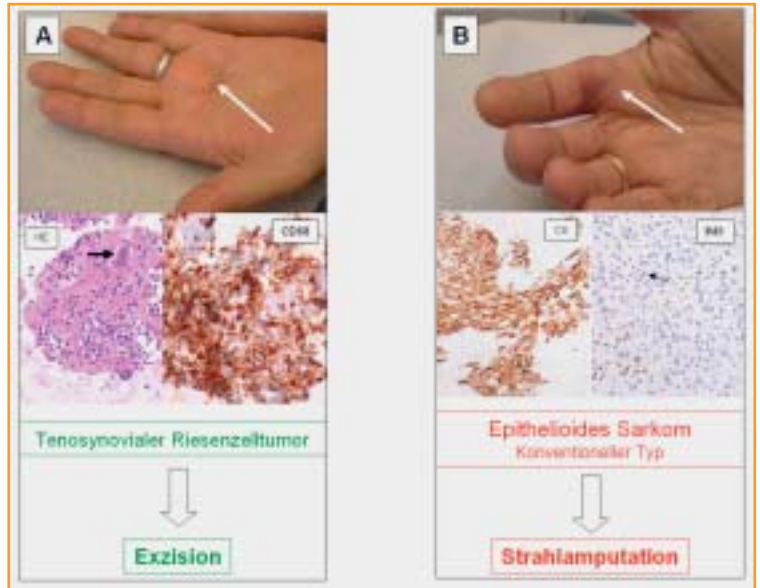 A
HE
CD68
Tenosynovialer Riesenzelltumor
Exzision
B
CK
INI1
Epithelioides Sarkom
Konventioneller Typ
Strahlamputation